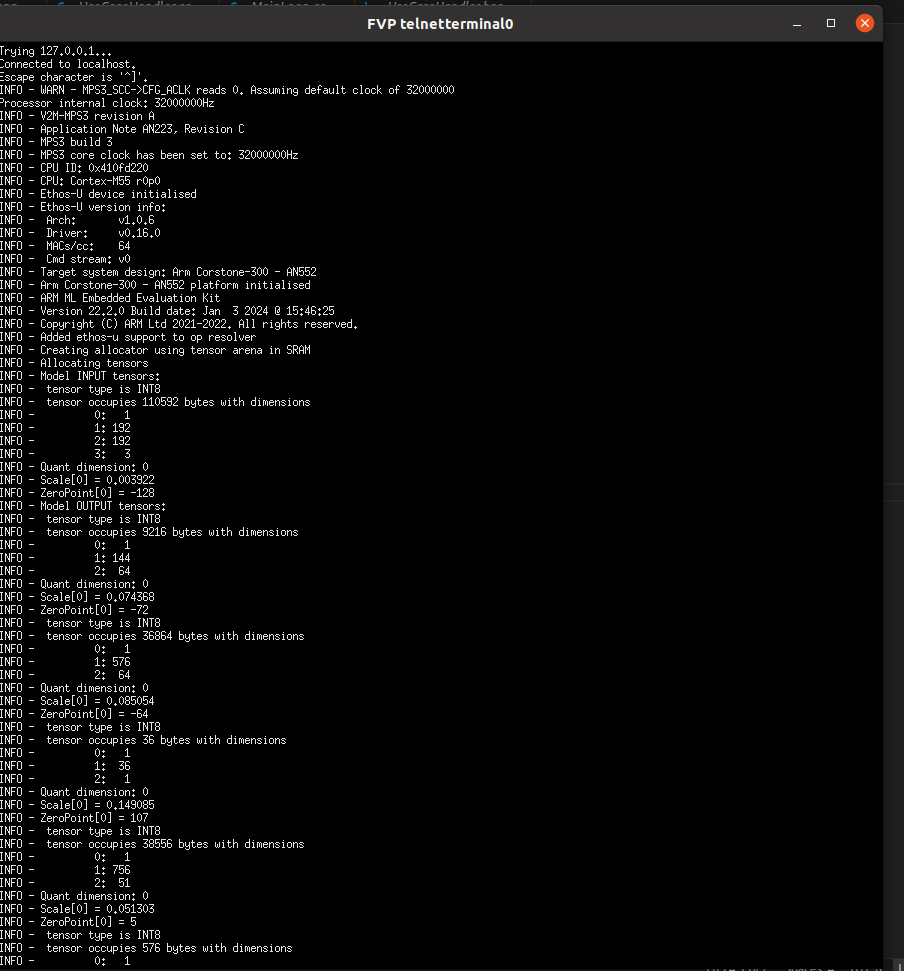 FVP telnetterminal0
Trying 127.0.0.1...
Connected to localhost.
Escape character is '^]'.
INFO - WARN - MPS3_SCC->CFG_ACLK reads 0. Assuming default clock of 32000000
Processor internal clock: 32000000Hz
INFO - V2M-MPS3 revision A
INFO - Application Note AN223, Revision C
INFO - MPS3 build 3
INFO - MPS3 core clock has been set to: 32000000Hz
INFO - CPU ID: 0x410fd220
INFO - CPU: Cortex-M55 r0p0
INFO - Ethos-U device initialised
INFO - Ethos-U version info:
INFO -  Arch:       v1.0.6
INFO -  Driver:     v0.16.0
INFO -  MACs/cc:    64
INFO -  Cmd stream: v0
INFO - Target system design: Arm Corstone-300 - AN552
INFO - Arm Corstone-300 - AN552 platform initialised
INFO - ARM ML Embedded Evaluation Kit
INFO - Version 22.2.0 Build date: Jan  3 2024 @ 15:46:25
INFO - Copyright (C) ARM Ltd 2021-2022. All rights reserved.
INFO - Added ethos-u support to op resolver
INFO - Creating allocator using tensor arena in SRAM
INFO - Allocating tensors
INFO - Model INPUT tensors:
INFO -  tensor type is INT8
INFO -  tensor occupies 110592 bytes with dimensions
INFO -          0:   1
INFO -          1: 192
INFO -          2: 192
INFO -          3:   3
INFO - Quant dimension: 0
INFO - Scale[0] = 0.003922
INFO - ZeroPoint[0] = -128
INFO - Model OUTPUT tensors:
INFO -  tensor type is INT8
INFO -  tensor occupies 9216 bytes with dimensions
INFO -          0:   1
INFO -          1: 144
INFO -          2:  64
INFO - Quant dimension: 0
INFO - Scale[0] = 0.074368
INFO - ZeroPoint[0] = -72
INFO -  tensor type is INT8
INFO -  tensor occupies 36864 bytes with dimensions
INFO -          0:   1
INFO -          1: 576
INFO -          2:  64
INFO - Quant dimension: 0
INFO - Scale[0] = 0.085054
INFO - ZeroPoint[0] = -64
INFO -  tensor type is INT8
INFO -  tensor occupies 36 bytes with dimensions
INFO -          0:   1
INFO -          1:  36
INFO -          2:   1
INFO - Quant dimension: 0
INFO - Scale[0] = 0.149085
INFO - ZeroPoint[0] = 107
INFO -  tensor type is INT8
INFO -  tensor occupies 38556 bytes with dimensions
INFO -          0:   1
INFO -          1: 756
INFO -          2:  51
INFO - Quant dimension: 0
INFO - Scale[0] = 0.051303
INFO - ZeroPoint[0] = 5
INFO -  tensor type is INT8
INFO -  tensor occupies 576 bytes with dimensions
INFO -          0:   1